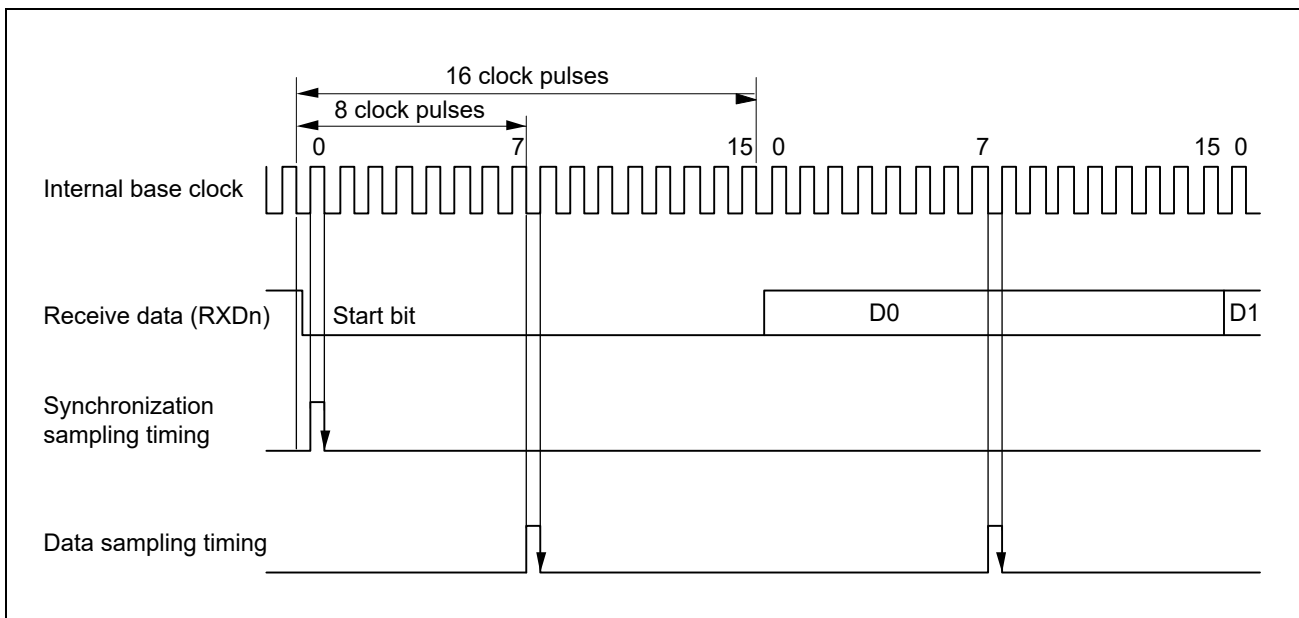 16 clock pulses
8 clock pulses
0 7 15 0 7 15 0
Internal base clock
Receive data (RXDn) Start bit D0 D1
Synchronization
sampling timing
Data sampling timing